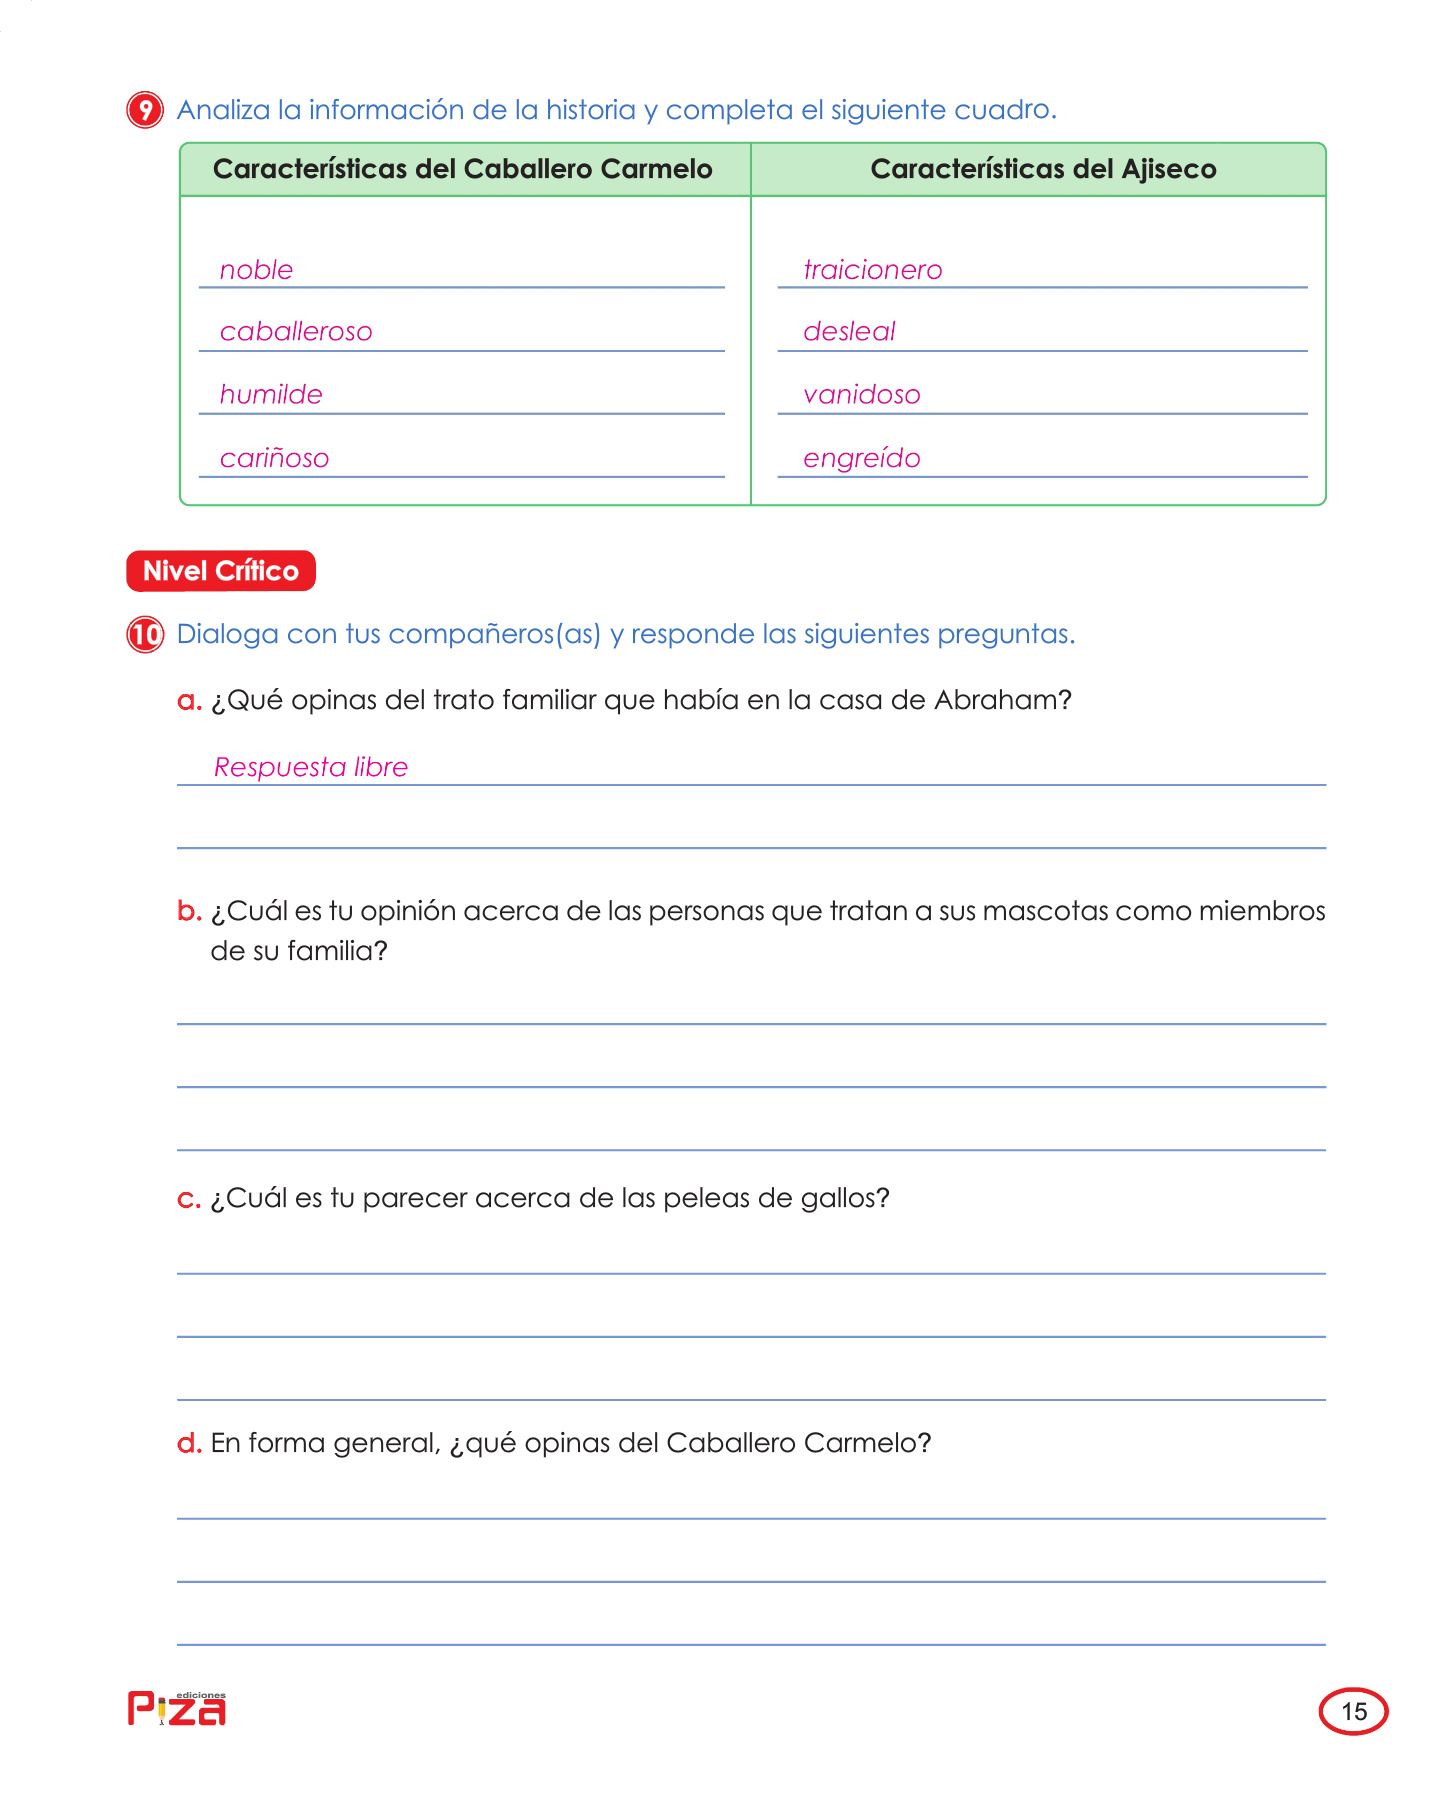 9 Analiza la información de la historia y completa el siguiente cuadro.
Características del Caballero Carmelo
Características del Ajiseco
noble
traicionero
caballeroso
desleal
humilde
vanidoso
cariñoso
engreído
Nivel Crítico
10 Dialoga con tus compañeros(as) y responde las siguientes preguntas.
a. ¿Qué opinas del trato familiar que había en la casa de Abraham?
Respuesta libre
b. ¿Cuál es tu opinión acerca de las personas que tratan a sus mascotas como miembros
de su familia?
c. ¿Cuál es tu parecer acerca de las peleas de gallos?
d. En forma general, ¿qué opinas del Caballero Carmelo?
ediciones
Piza
15